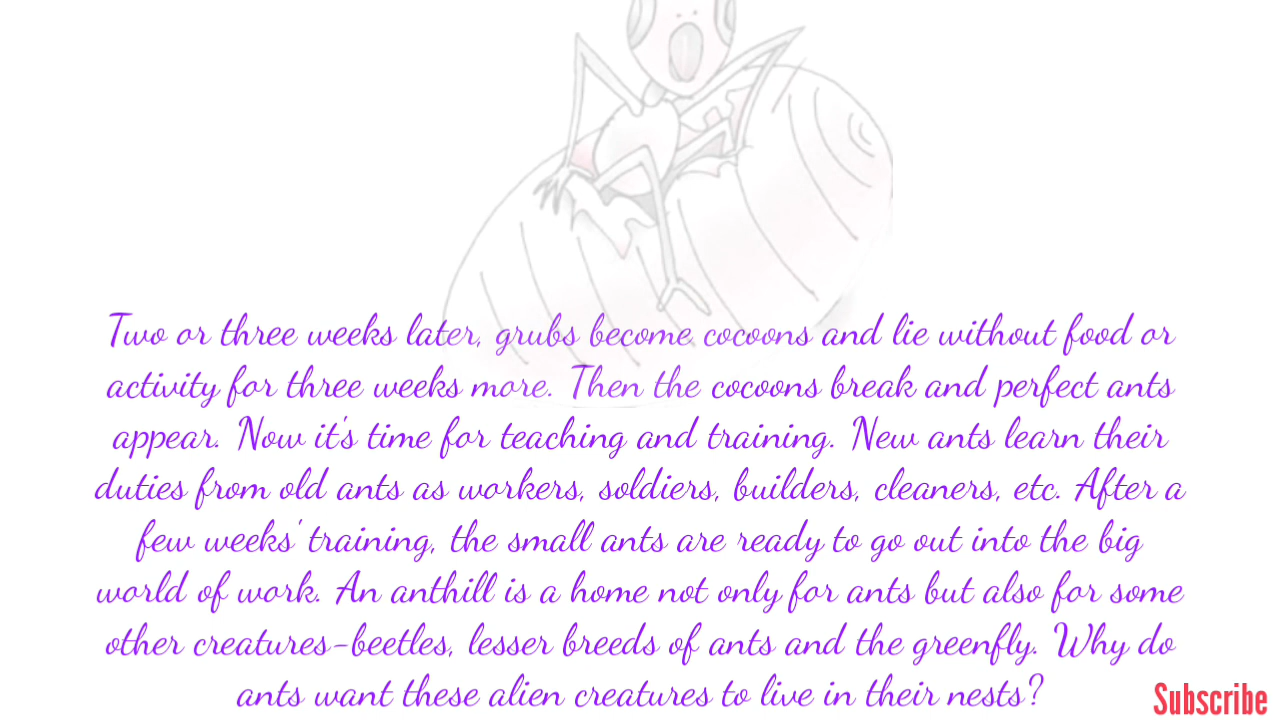 Two or three weeks later, grubs become cocoons and lie without food or
activity for three weeks more. Then the cocoons break and perfect ants
appear. Now it's time for teaching and training. New ants learn their
duties from old ants as workers, soldiers, builders, cleaners, etc. After a
few weeks' training, the small ants are ready to go out into the big
world of work. An anthill is a home not only for ants but also for some
other creatures-beetles, lesser breeds of ants and the greenfly. Why do
ants want these alien creatures to live in their nests?
Subscribe